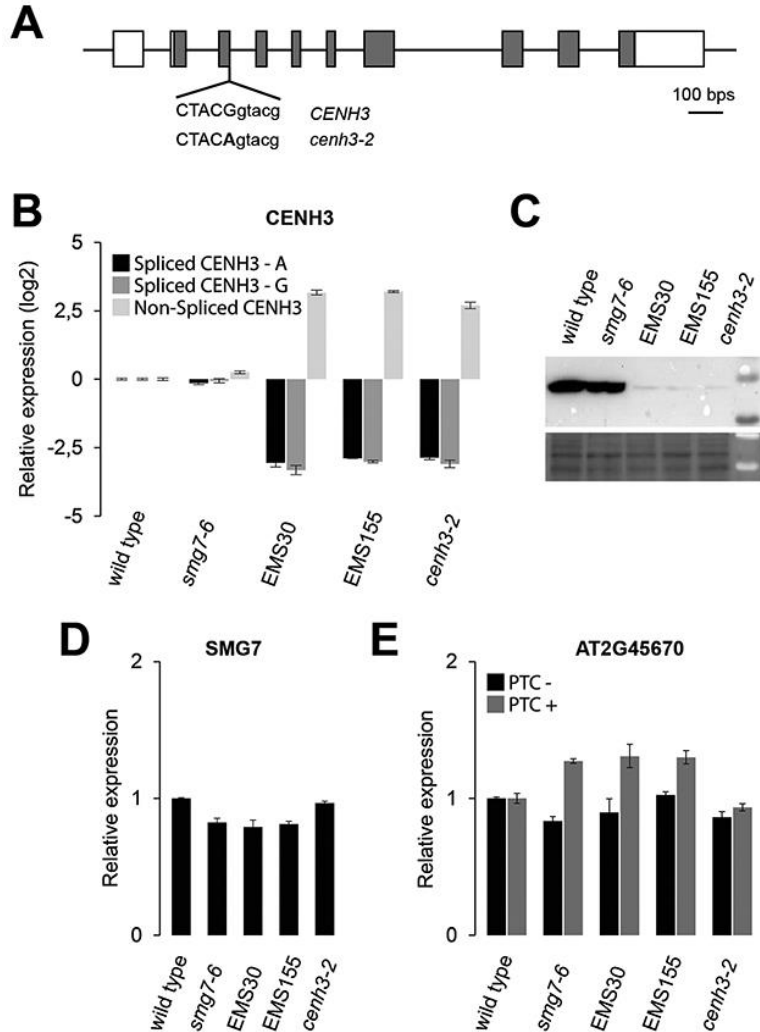 A
CTACGgtacg CENH3
CTACAgtacg cenh3-2
100 bps
B
CENH3
Relative expression (log2)
5
2,5
0
-2,5
-5
Spliced CENH3 - A
Spliced CENH3 - G
Non-Spliced CENH3
wild type
smg7-6
EMS30
EMS155
cenh3-2
C
wild type
smg7-6
EMS30
EMS155
cenh3-2
D
SMG7
Relative expression
2
1
0
wild type
smg7-6
EMS30
EMS155
cenh3-2
E
AT2G45670
Relative expression
2
1
0
PTC -
PTC +
wild type
smg7-6
EMS30
EMS155
cenh3-2